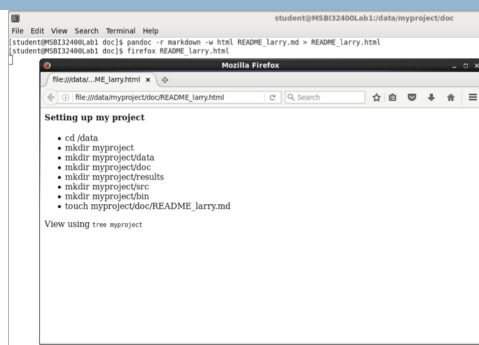 student@MSBI32400Lab1:/data/myproject/doc
File Edit View Search Terminal Help
[student@MSBI32400Lab1 doc]$ pandoc -r markdown -w html README_larry.md > README_larry.html
[student@MSBI32400Lab1 doc]$ firefox README_larry.html
Mozilla Firefox
file:///data/...ME_larry.html
file:///data/myproject/doc/README_larry.html
Search
Setting up my project
• cd /data
• mkdir myproject
• mkdir myproject/data
• mkdir myproject/doc
• mkdir myproject/results
• mkdir myproject/src
• mkdir myproject/bin
• touch myproject/doc/README_larry.md
View using tree myproject